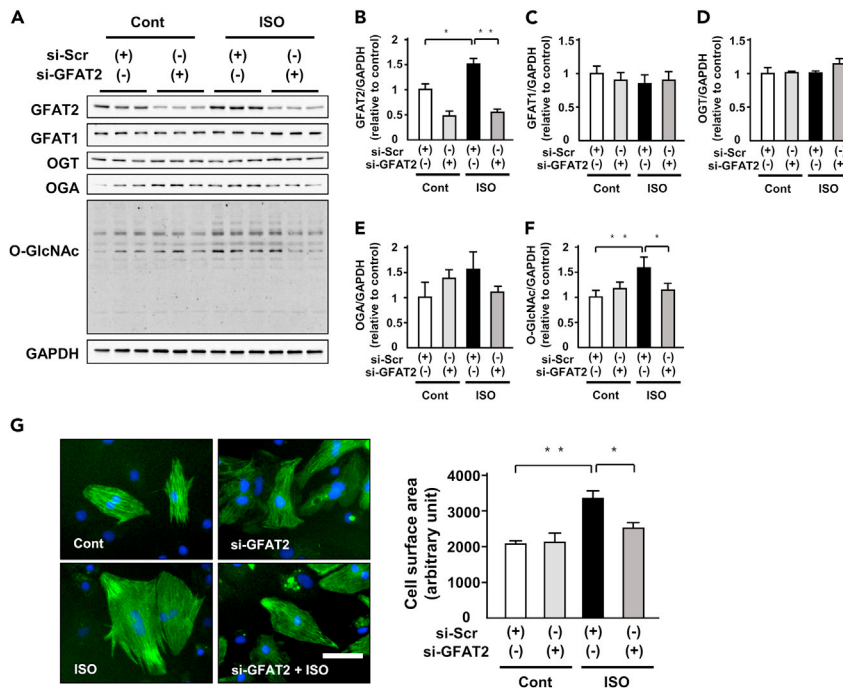 A
Cont ISO
si-Scr (+) (-) (+) (-)
si-GFAT2 (-) (+) (-) (+)
GFAT2
GFAT1
OGT
OGA
O-GlcNAc
GAPDH
B
GFAT2/GAPDH
(relative to control)
2
1.5
1
0.5
0
* * *
si-Scr (+) (-) (+) (-)
si-GFAT2 (-) (+) (-) (+)
Cont ISO
C
GFAT1/GAPDH
(relative to control)
2
1.5
1
0.5
0
si-Scr (+) (-) (+) (-)
si-GFAT2 (-) (+) (-) (+)
Cont ISO
D
OGT/GAPDH
(relative to control)
2
1.5
1
0.5
0
si-Scr (+) (-) (+) (-)
si-GFAT2 (-) (+) (-) (+)
Cont ISO
E
OGA/GAPDH
(relative to control)
2
1.5
1
0.5
0
si-Scr (+) (-) (+) (-)
si-GFAT2 (-) (+) (-) (+)
Cont ISO
F
O-GlcNAc/GAPDH
(relative to control)
2
1.5
1
0.5
0
* * *
si-Scr (+) (-) (+) (-)
si-GFAT2 (-) (+) (-) (+)
Cont ISO
G
Cont
si-GFAT2
ISO
si-GFAT2 + ISO
Cell surface area
(arbitrary unit)
4000
3000
2000
1000
0
* * *
si-Scr (+) (-) (+) (-)
si-GFAT2 (-) (+) (-) (+)
Cont ISO